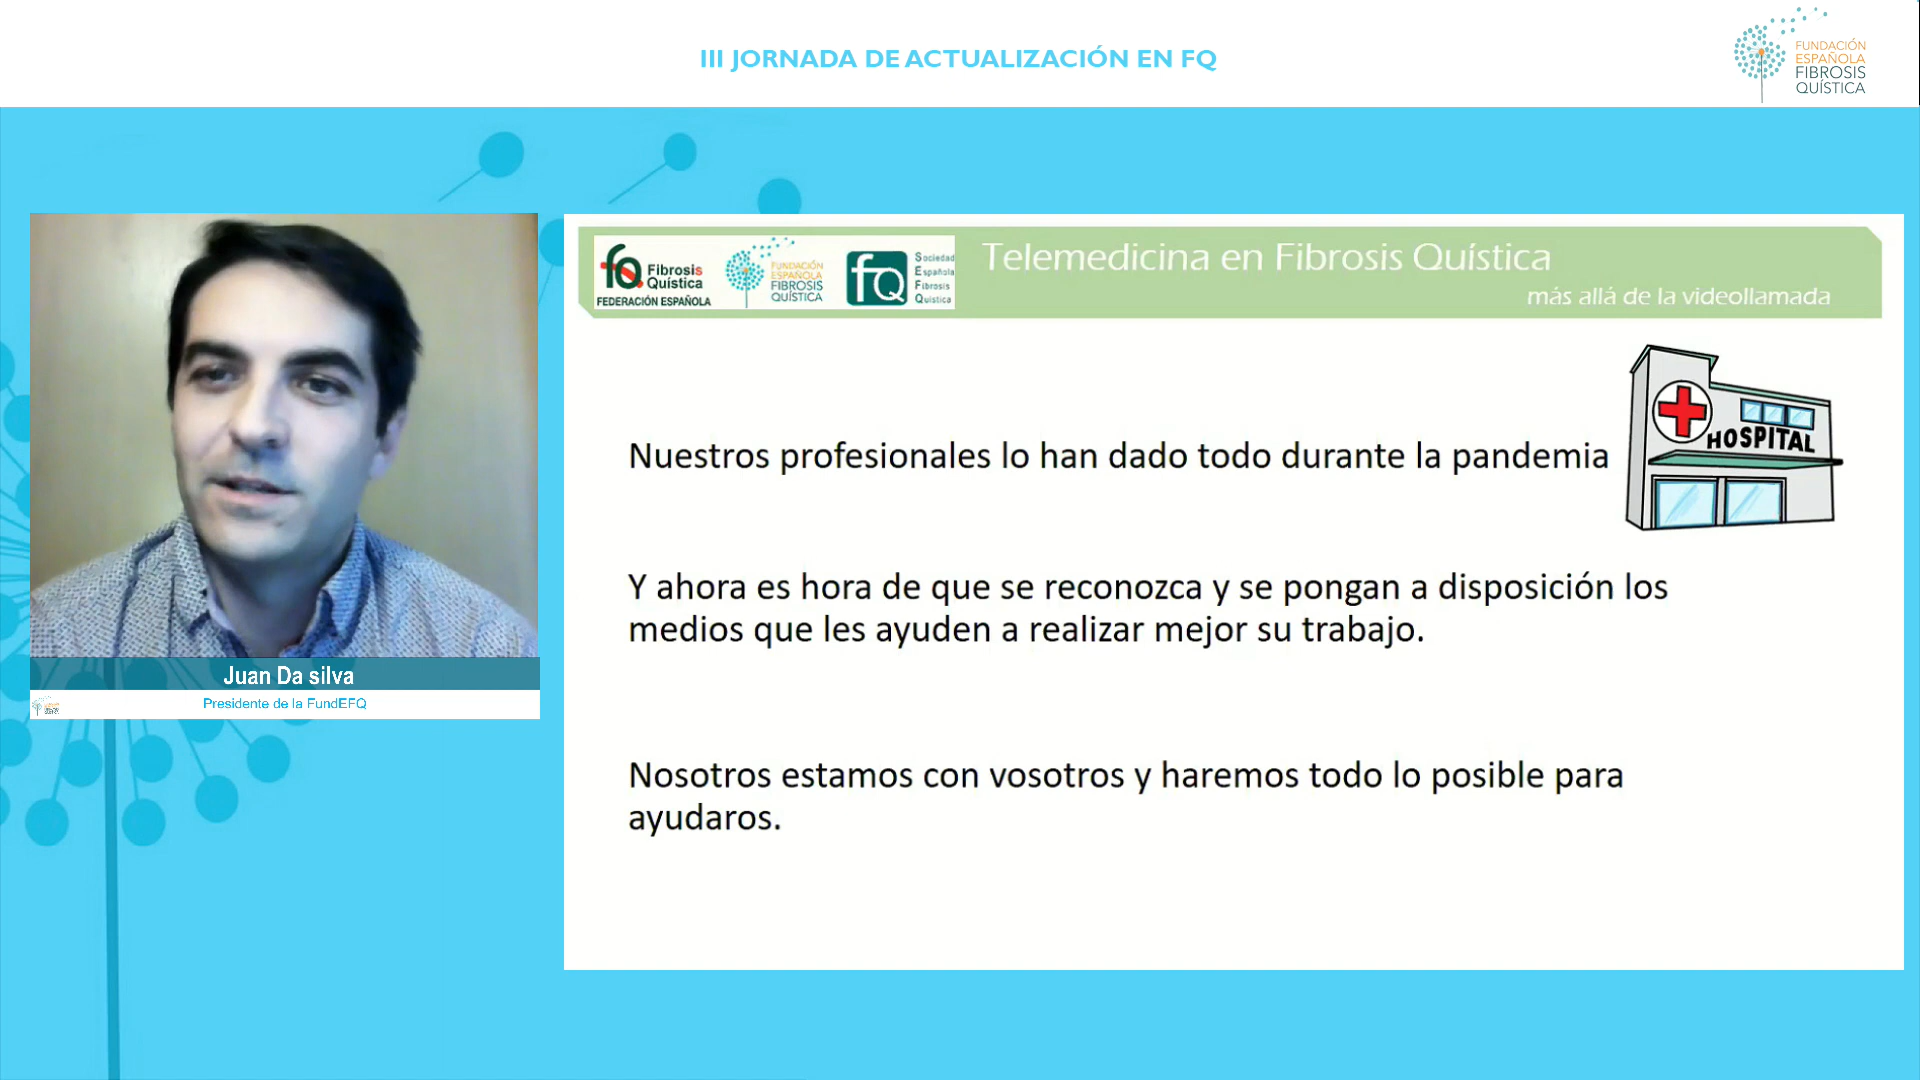 III JORNADA DE ACTUALIZACIÓN EN FQ
FUNDACIÓN
ESPAÑOLA
FIBROSIS
QUÍSTICA
fQ Fibrosis
Quística
FEDERACIÓN ESPAÑOLA
FUNDACIÓN
ESPAÑOLA
FIBROSIS
QUÍSTICA
fQ
Sociedad
Española
Fibrosis
Quística
Telemedicina en Fibrosis Quística
más allá de la videollamada
HOSPITAL
Nuestros profesionales lo han dado todo durante la pandemia
Y ahora es hora de que se reconozca y se pongan a disposición los
medios que les ayuden a realizar mejor su trabajo.
Nosotros estamos con vosotros y haremos todo lo posible para
ayudaros.
Juan Da silva
Presidente de la FundEFQ